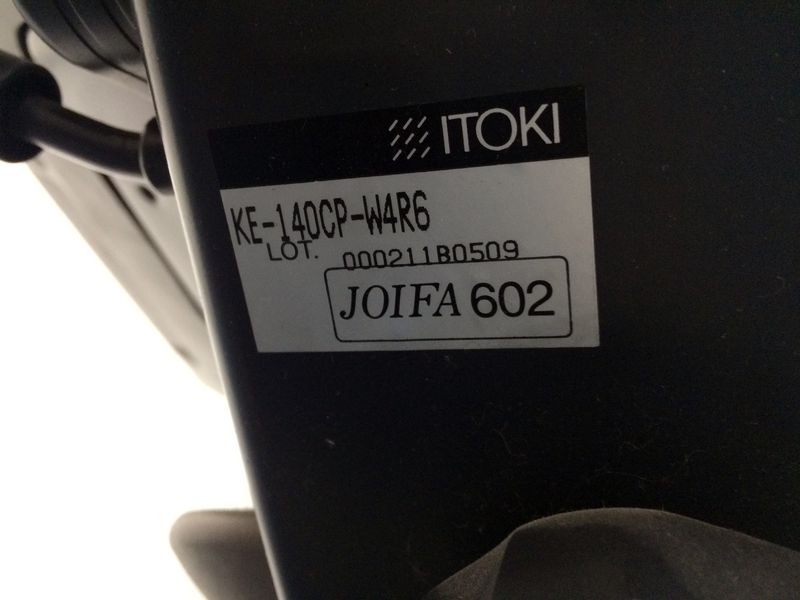 ITOKI
KE-140CP-W4R6
LOT. 000211B0509
JOIFA 602